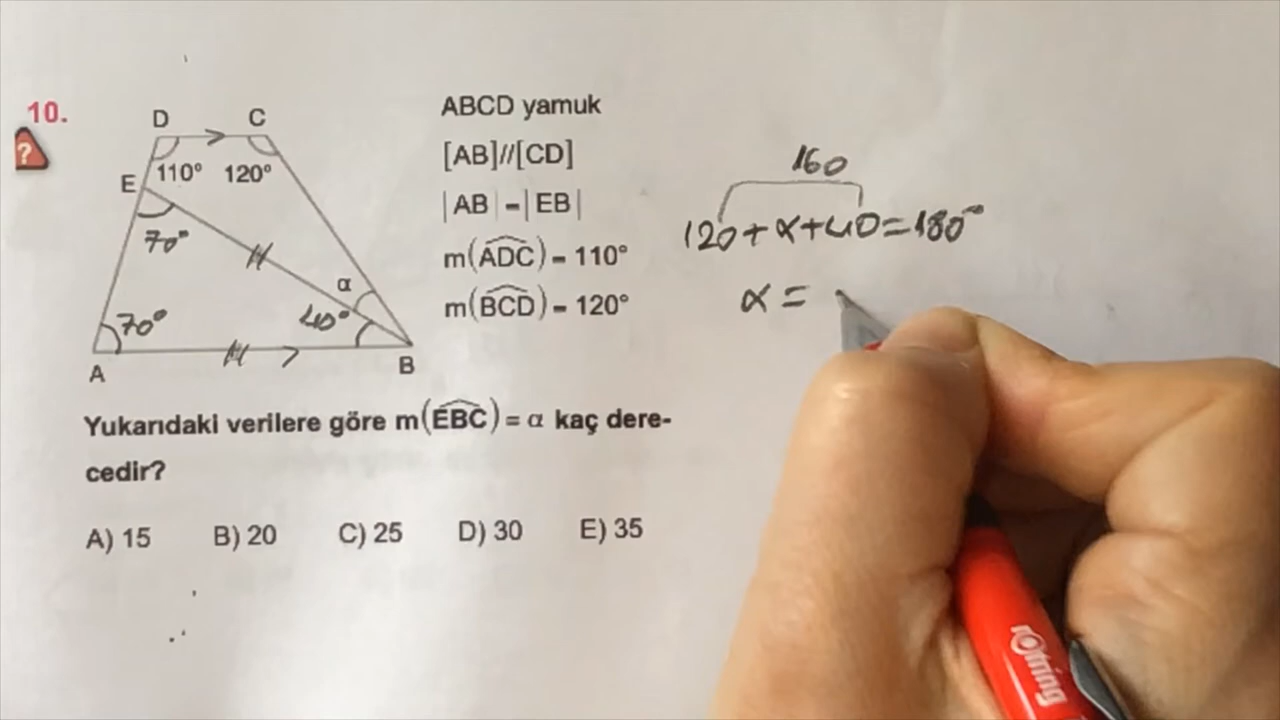 10.
?
D C
E 110° 120°
70°
α
70° 40°
A B
ABCD yamuk
[AB]//[CD]
|AB| = |EB|
m(ADC) = 110°
m(BCD) = 120°
160
120+α+40=180°
α =
Yukarıdaki verilere göre m(EBC) = α kaç dere-
cedir?
A) 15 B) 20 C) 25 D) 30 E) 35
rotring